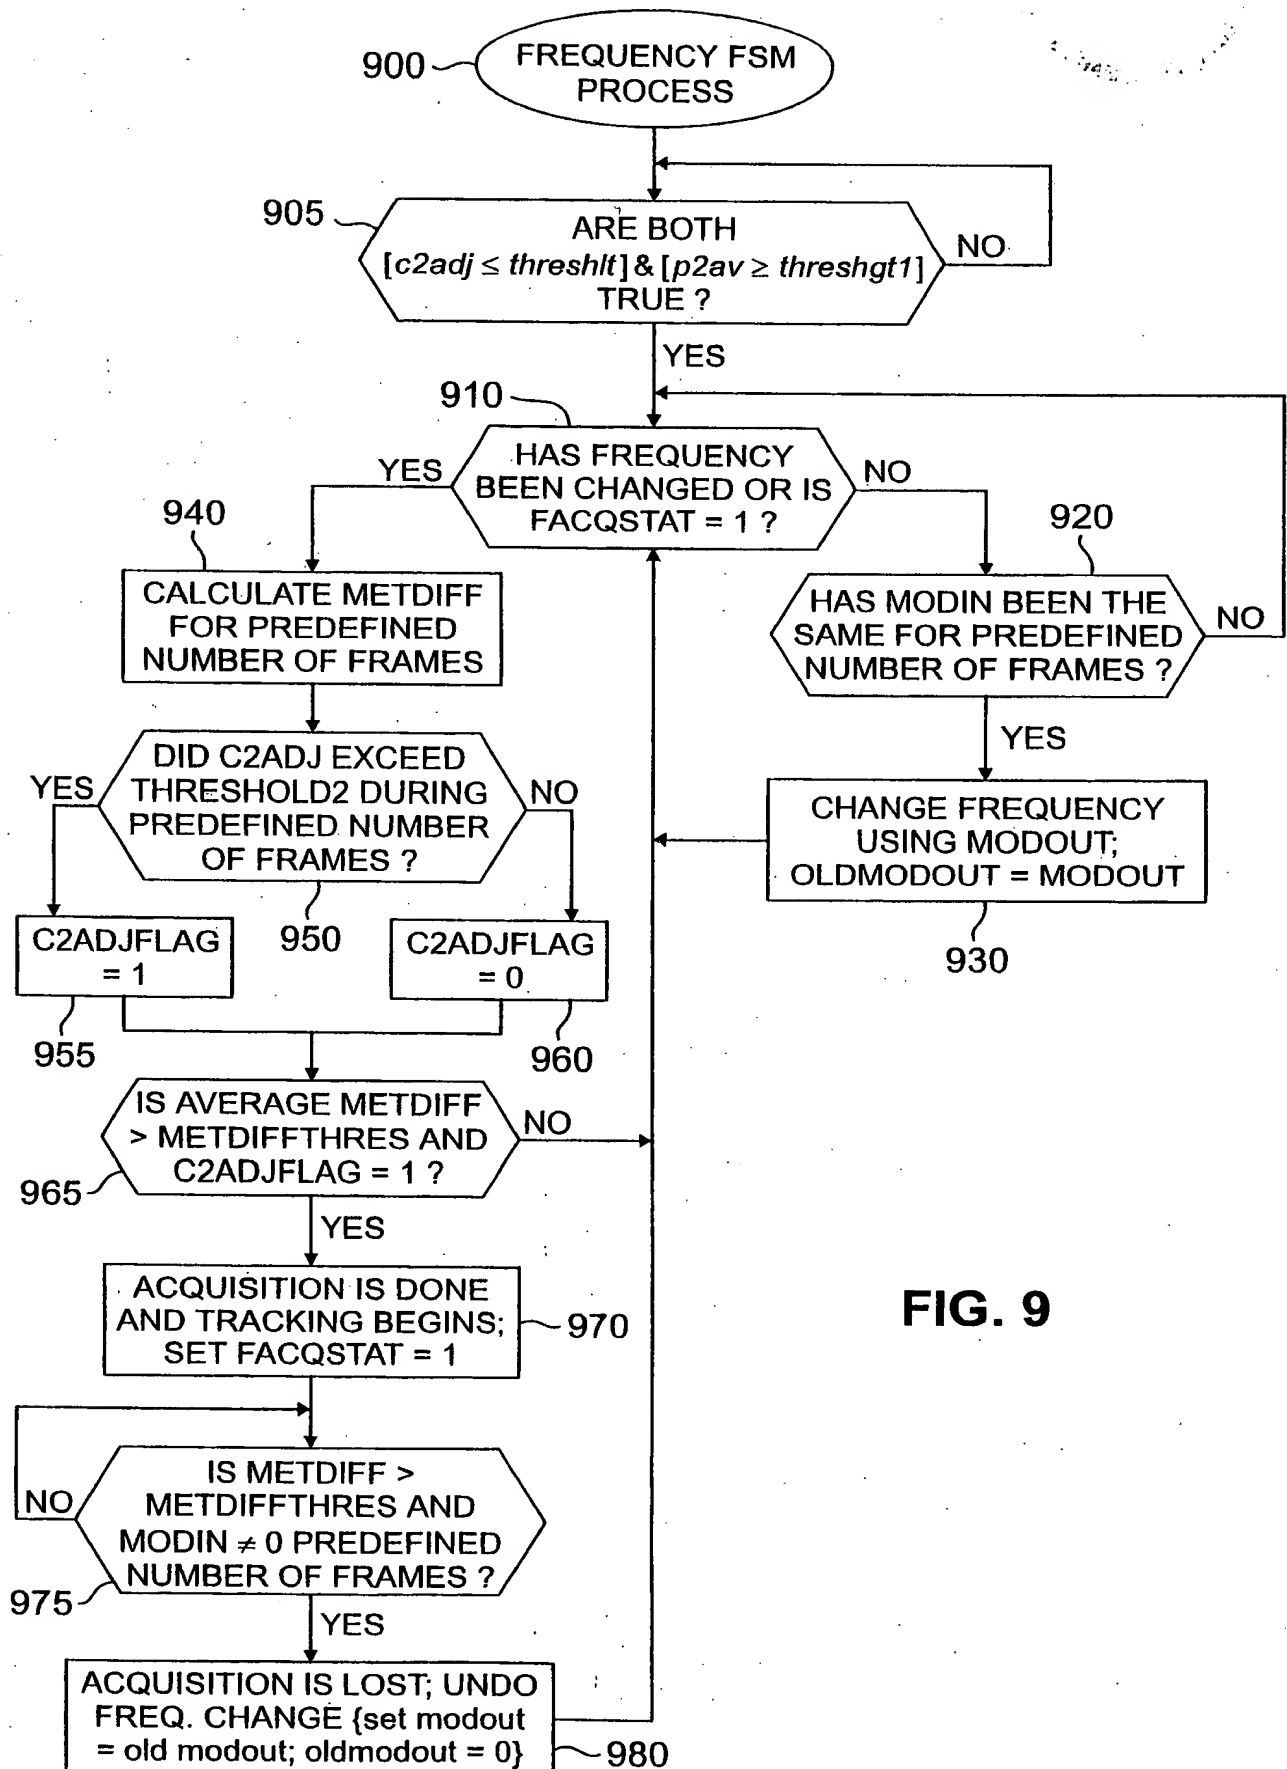 900
FREQUENCY FSM
PROCESS
905
ARE BOTH
[c2adj ≤ threshlt] & [p2av ≥ threshgt1]
TRUE ?
NO
YES
910
HAS FREQUENCY
BEEN CHANGED OR IS
FACQSTAT = 1 ?
YES
NO
940
CALCULATE METDIFF
FOR PREDEFINED
NUMBER OF FRAMES
920
HAS MODIN BEEN THE
SAME FOR PREDEFINED
NUMBER OF FRAMES ?
NO
YES
DID C2ADJ EXCEED
THRESHOLD2 DURING
PREDEFINED NUMBER
OF FRAMES ?
YES
NO
950
CHANGE FREQUENCY
USING MODOUT;
OLDMODOUT = MODOUT
930
C2ADJFLAG
= 1
955
C2ADJFLAG
= 0
960
IS AVERAGE METDIFF
> METDIFFTHRES AND
C2ADJFLAG = 1 ?
NO
965
YES
ACQUISITION IS DONE
AND TRACKING BEGINS;
SET FACQSTAT = 1
970
FIG. 9
IS METDIFF >
METDIFFTHRES AND
MODIN ≠ 0 PREDEFINED
NUMBER OF FRAMES ?
NO
975
YES
ACQUISITION IS LOST; UNDO
FREQ. CHANGE {set modout
= old modout; oldmodout = 0}
980